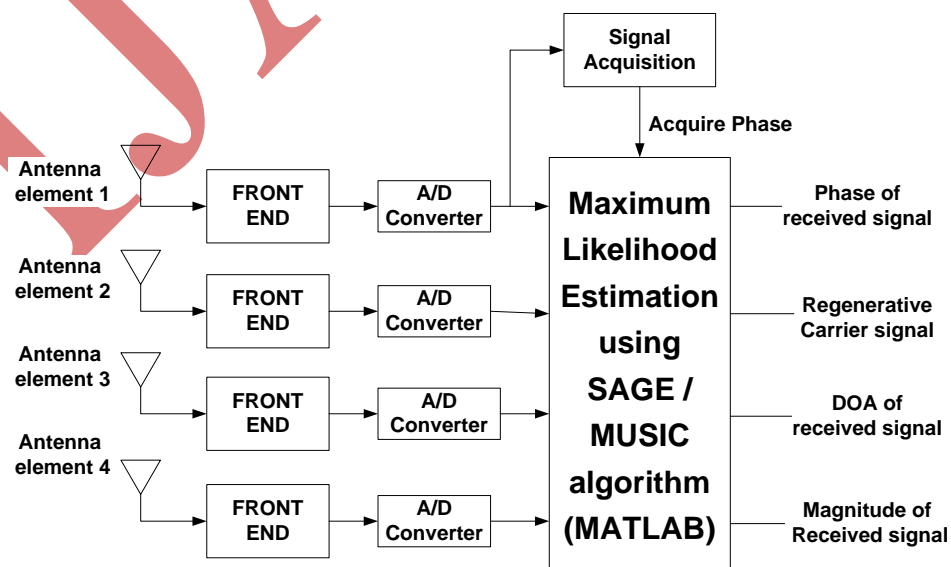 Signal
Acquisition
Acquire Phase
Antenna
element 1
FRONT
END
A/D
Converter
Antenna
element 2
FRONT
END
A/D
Converter
Antenna
element 3
FRONT
END
A/D
Converter
Antenna
element 4
FRONT
END
A/D
Converter
Maximum
Likelihood
Estimation
using
SAGE /
MUSIC
algorithm
(MATLAB)
Phase of
received signal
Regenerative
Carrier signal
DOA of
received signal
Magnitude of
Received signal